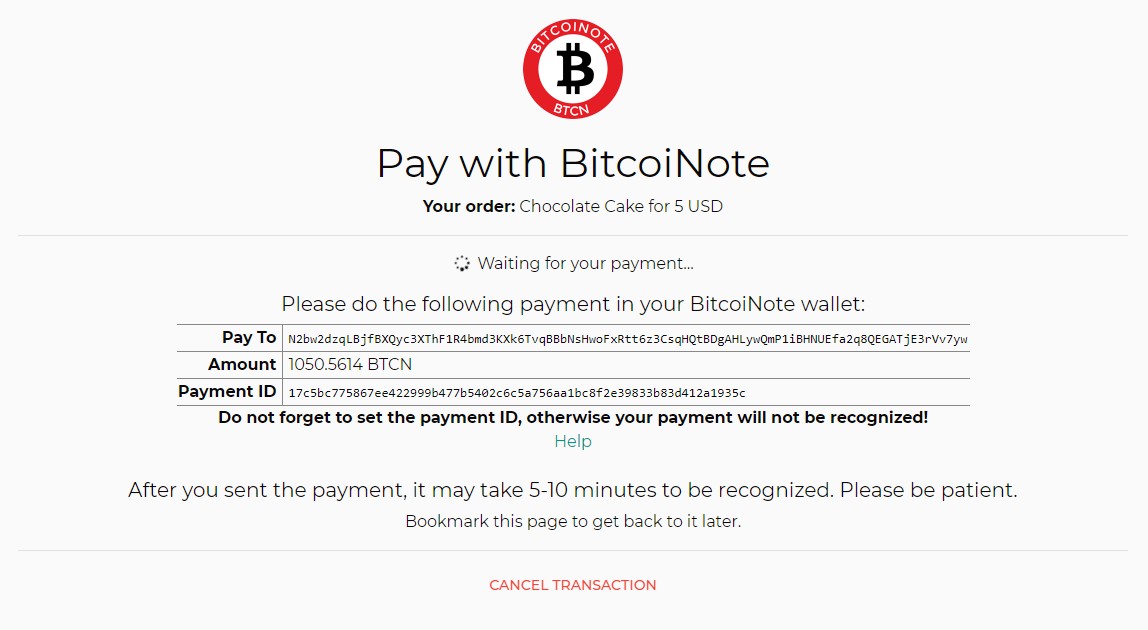 BITCOINOTE
BTCN
Pay with BitcoiNote
Your order: Chocolate Cake for 5 USD
Waiting for your payment...
Please do the following payment in your BitcoiNote wallet:
Pay To N2bw2dzqLBjfBXQyc3XThF1R4bmd3KXk6TvqBBbNsHwoFxRtt6z3CsqHQtBDgAHLywQmP1iBHNUEfa2q8QEGATjE3rVv7yw
Amount 1050.5614 BTCN
Payment ID 17c5bc775867ee422999b477b5402c6c5a756aa1bc8f2e39833b83d412a1935c
Do not forget to set the payment ID, otherwise your payment will not be recognized!
Help
After you sent the payment, it may take 5-10 minutes to be recognized. Please be patient.
Bookmark this page to get back to it later.
CANCEL TRANSACTION